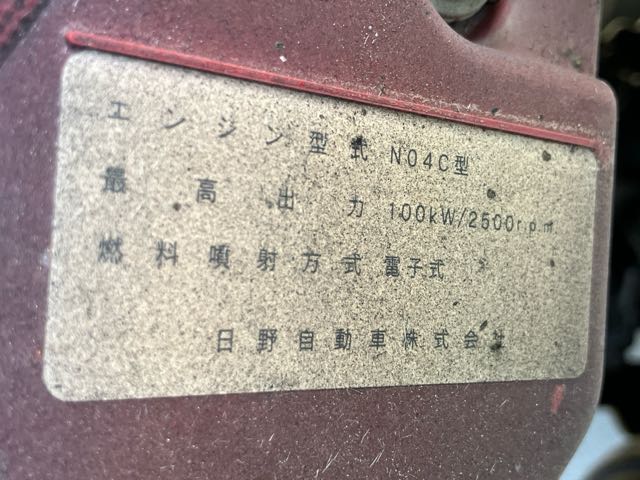 エンジン型式 N04C型
最高出力 100kW/2500rpm
燃料噴射方式 電子式
日野自動車株式会社